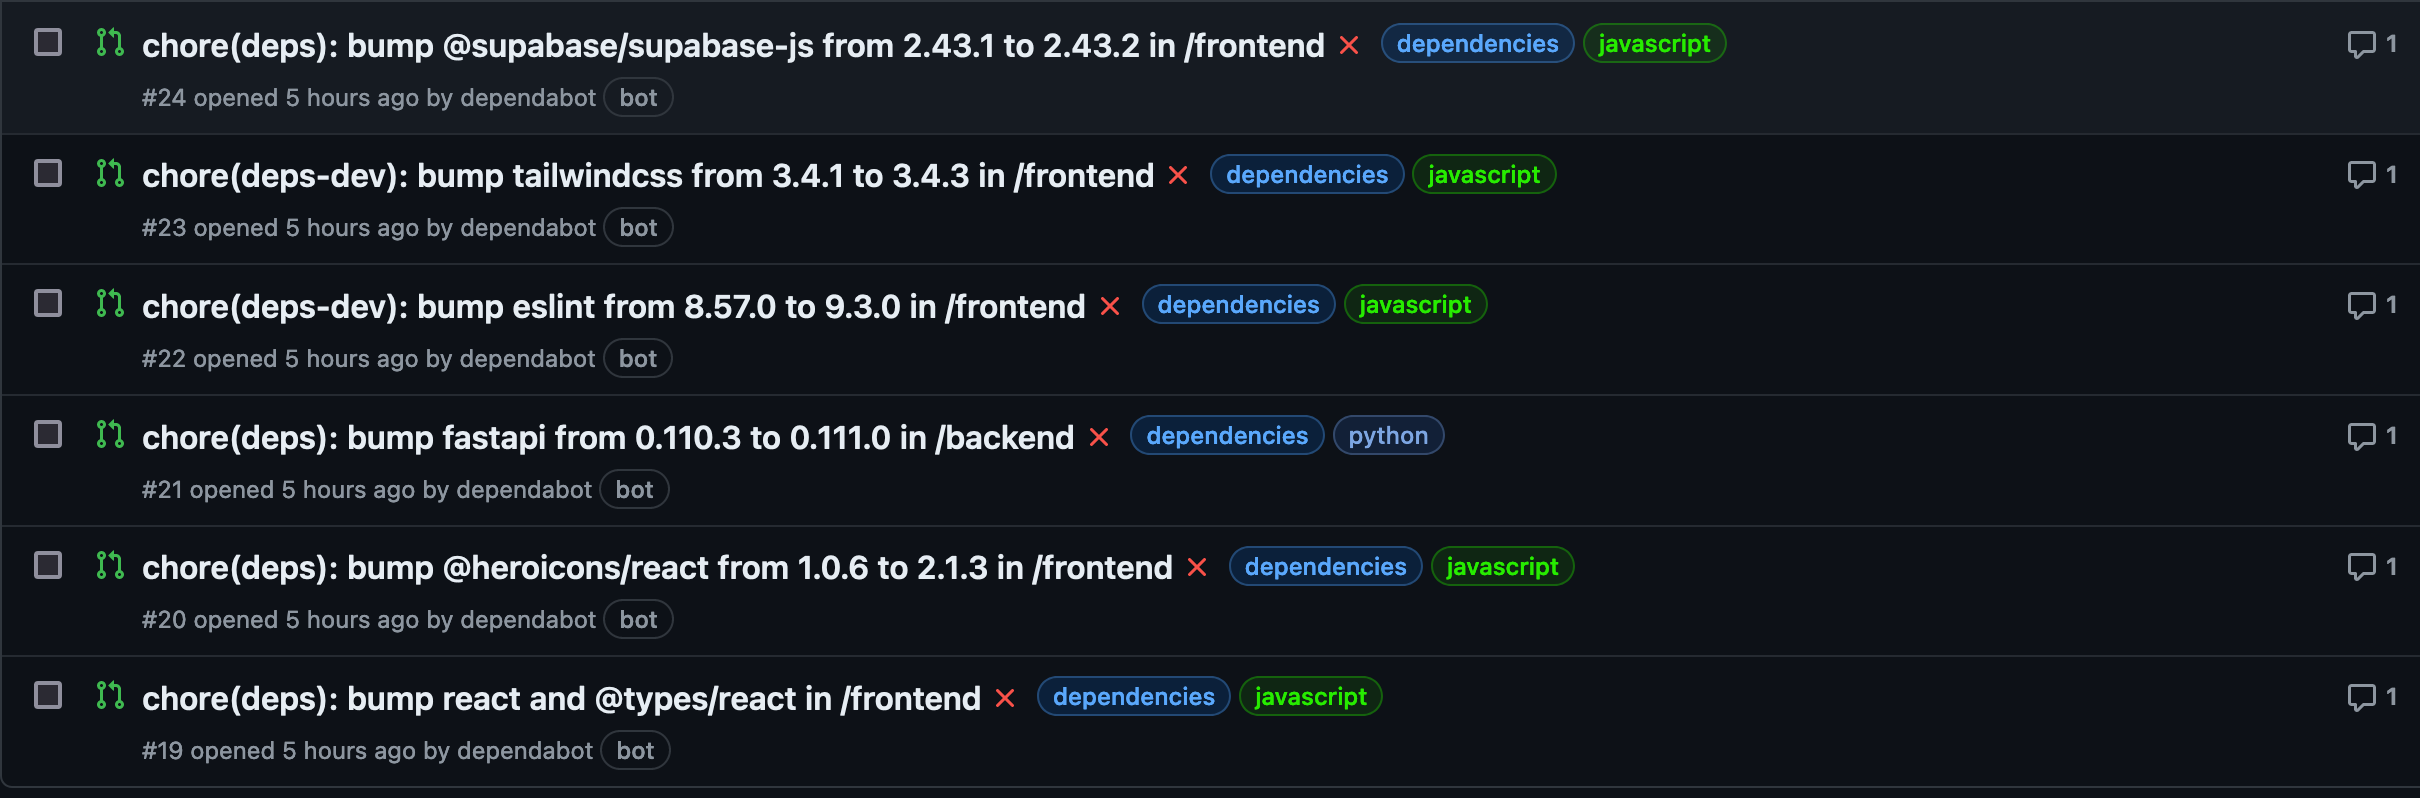 chore(deps): bump @supabase/supabase-js from 2.43.1 to 2.43.2 in /frontend dependencies javascript 1
#24 opened 5 hours ago by dependabot bot
chore(deps-dev): bump tailwindcss from 3.4.1 to 3.4.3 in /frontend dependencies javascript 1
#23 opened 5 hours ago by dependabot bot
chore(deps-dev): bump eslint from 8.57.0 to 9.3.0 in /frontend dependencies javascript 1
#22 opened 5 hours ago by dependabot bot
chore(deps): bump fastapi from 0.110.3 to 0.111.0 in /backend dependencies python 1
#21 opened 5 hours ago by dependabot bot
chore(deps): bump @heroicons/react from 1.0.6 to 2.1.3 in /frontend dependencies javascript 1
#20 opened 5 hours ago by dependabot bot
chore(deps): bump react and @types/react in /frontend dependencies javascript 1
#19 opened 5 hours ago by dependabot bot